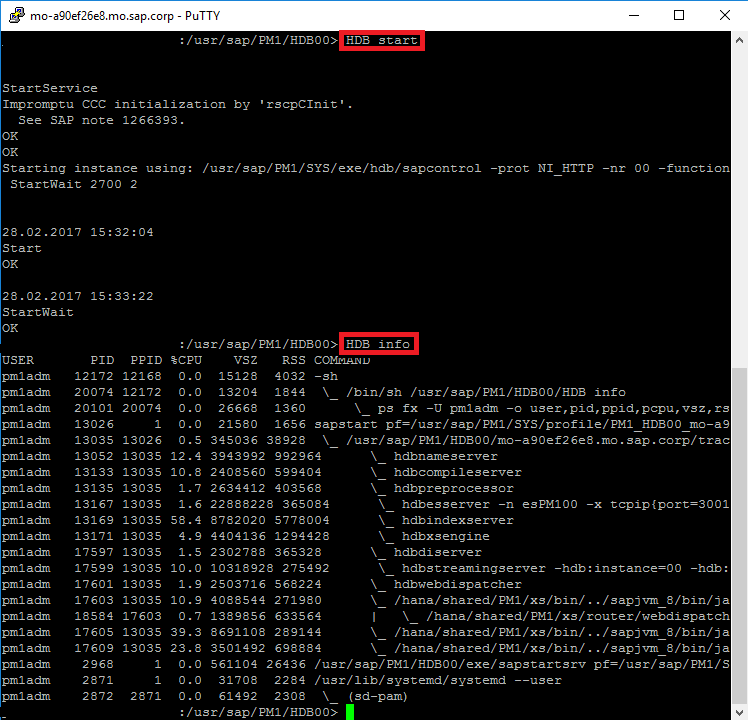 mo-a90ef26e8.mo.sap.corp - PuTTY
:/usr/sap/PM1/HDB00> HDB start
StartService
Impromptu CCC initialization by 'rscpCInit'.
See SAP note 1266393.
OK
OK
Starting instance using: /usr/sap/PM1/SYS/exe/hdb/sapcontrol -prot NI_HTTP -nr 00 -function
StartWait 2700 2
28.02.2017 15:32:04
Start
OK
28.02.2017 15:33:22
StartWait
OK
:/usr/sap/PM1/HDB00> HDB info
USER PID PPID %CPU VSZ RSS COMMAND
pm1adm 12172 12168 0.0 15128 4032 -sh
pm1adm 20074 12172 0.0 13204 1844 \_ /bin/sh /usr/sap/PM1/HDB00/HDB info
pm1adm 20101 20074 0.0 26668 1360 \_ ps fx -U pm1adm -o user,pid,ppid,pcpu,vsz,rs
pm1adm 13026 1 0.0 21580 1656 sapstart pf=/usr/sap/PM1/SYS/profile/PM1_HDB00_mo-a9
pm1adm 13035 13026 0.5 345036 38928 \_ /usr/sap/PM1/HDB00/mo-a90ef26e8.mo.sap.corp/trac
pm1adm 13052 13035 12.4 3943992 992964 \_ hdbnameserver
pm1adm 13133 13035 10.8 2408560 599404 \_ hdbcompileserver
pm1adm 13135 13035 1.7 2634412 403568 \_ hdbpreprocessor
pm1adm 13167 13035 1.6 22888228 365084 \_ hdbesserver -n esPM100 -x tcpip{port=3001
pm1adm 13169 13035 58.4 8782020 5778004 \_ hdbindexserver
pm1adm 13171 13035 4.9 4404136 1294428 \_ hdbxsengine
pm1adm 17597 13035 1.5 2302788 365328 \_ hdbdiserver
pm1adm 17599 13035 10.0 10318928 275492 \_ hdbstreamingserver -hdb:instance=00 -hdb:
pm1adm 17601 13035 1.9 2503716 568224 \_ hdbwebdispatcher
pm1adm 17603 13035 10.9 4088544 271980 \_ /hana/shared/PM1/xs/bin/../sapjvm_8/bin/ja
pm1adm 18584 17603 0.7 1389856 633564 | \_ /hana/shared/PM1/xs/router/webdispatch
pm1adm 17605 13035 39.3 8691108 289144 \_ /hana/shared/PM1/xs/bin/../sapjvm_8/bin/ja
pm1adm 17609 13035 23.8 3501492 698884 \_ /hana/shared/PM1/xs/bin/../sapjvm_8/bin/ja
pm1adm 2968 1 0.0 561104 26436 /usr/sap/PM1/HDB00/exe/sapstartsrv pf=/usr/sap/PM1/S
pm1adm 2871 1 0.0 31708 2284 /usr/lib/systemd/systemd --user
pm1adm 2872 2871 0.0 61492 2308 \_ (sd-pam)
:/usr/sap/PM1/HDB00>